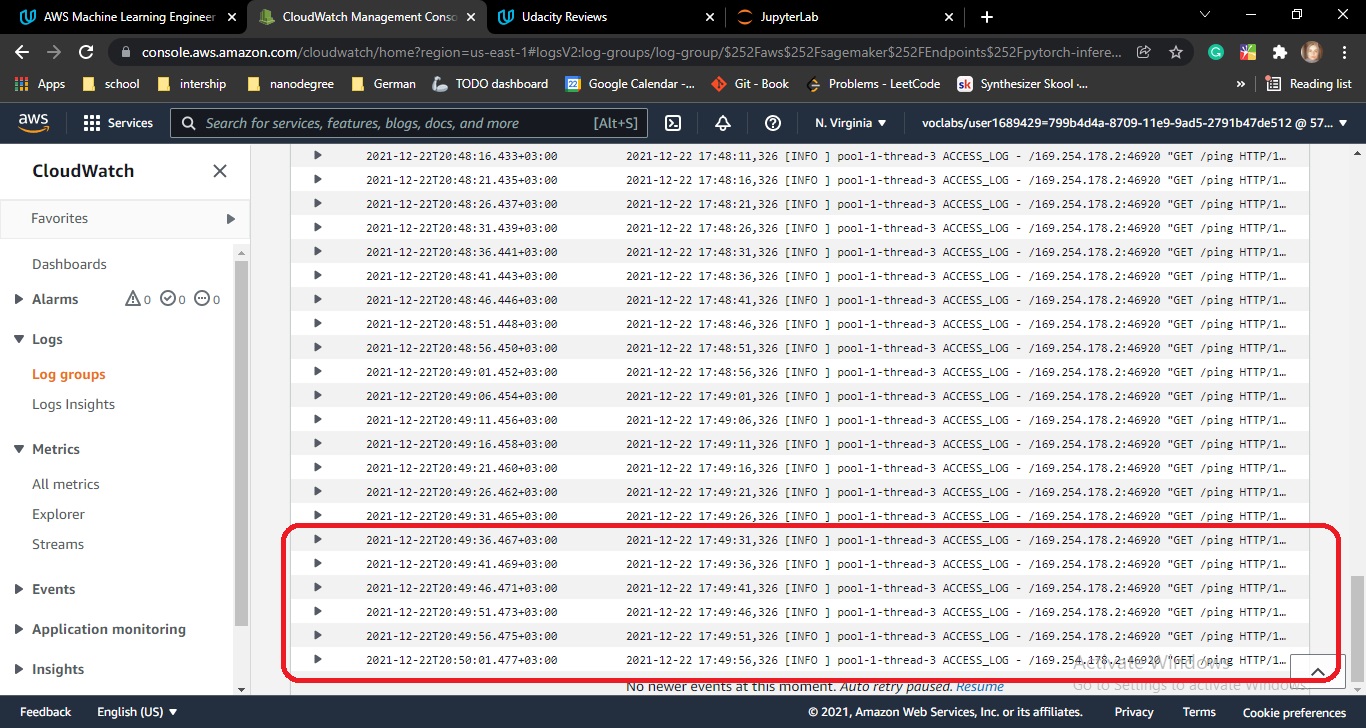 AWS Machine Learning Engineer
CloudWatch Management Conso
Udacity Reviews
JupyterLab
console.aws.amazon.com/cloudwatch/home?region=us-east-1#logsV2:log-groups/log-group/$252Faws$252Fsagemaker$252FEndpoints$252Fpytorch-infere...
Apps school intership nanodegree German TODO dashboard Google Calendar -... Git - Book Problems - LeetCode sk Synthesizer Skool -... » Reading list
aws Services Search for services, features, blogs, docs, and more [Alt+S] N. Virginia voclabs/user1689429=799b4d4a-8709-11e9-9ad5-2791b47de512 @ 57...
CloudWatch
Favorites
Dashboards
Alarms 0 0 0
Logs
Log groups
Logs Insights
Metrics
All metrics
Explorer
Streams
Events
Application monitoring
Insights
2021-12-22T20:48:16.433+03:00 2021-12-22 17:48:11,326 [INFO ] pool-1-thread-3 ACCESS_LOG - /169.254.178.2:46920 "GET /ping HTTP/1…
2021-12-22T20:48:21.435+03:00 2021-12-22 17:48:16,326 [INFO ] pool-1-thread-3 ACCESS_LOG - /169.254.178.2:46920 "GET /ping HTTP/1…
2021-12-22T20:48:26.437+03:00 2021-12-22 17:48:21,326 [INFO ] pool-1-thread-3 ACCESS_LOG - /169.254.178.2:46920 "GET /ping HTTP/1…
2021-12-22T20:48:31.439+03:00 2021-12-22 17:48:26,326 [INFO ] pool-1-thread-3 ACCESS_LOG - /169.254.178.2:46920 "GET /ping HTTP/1…
2021-12-22T20:48:36.441+03:00 2021-12-22 17:48:31,326 [INFO ] pool-1-thread-3 ACCESS_LOG - /169.254.178.2:46920 "GET /ping HTTP/1…
2021-12-22T20:48:41.443+03:00 2021-12-22 17:48:36,326 [INFO ] pool-1-thread-3 ACCESS_LOG - /169.254.178.2:46920 "GET /ping HTTP/1…
2021-12-22T20:48:46.446+03:00 2021-12-22 17:48:41,326 [INFO ] pool-1-thread-3 ACCESS_LOG - /169.254.178.2:46920 "GET /ping HTTP/1…
2021-12-22T20:48:51.448+03:00 2021-12-22 17:48:46,326 [INFO ] pool-1-thread-3 ACCESS_LOG - /169.254.178.2:46920 "GET /ping HTTP/1…
2021-12-22T20:48:56.450+03:00 2021-12-22 17:48:51,326 [INFO ] pool-1-thread-3 ACCESS_LOG - /169.254.178.2:46920 "GET /ping HTTP/1…
2021-12-22T20:49:01.452+03:00 2021-12-22 17:48:56,326 [INFO ] pool-1-thread-3 ACCESS_LOG - /169.254.178.2:46920 "GET /ping HTTP/1…
2021-12-22T20:49:06.454+03:00 2021-12-22 17:49:01,326 [INFO ] pool-1-thread-3 ACCESS_LOG - /169.254.178.2:46920 "GET /ping HTTP/1…
2021-12-22T20:49:11.456+03:00 2021-12-22 17:49:06,326 [INFO ] pool-1-thread-3 ACCESS_LOG - /169.254.178.2:46920 "GET /ping HTTP/1…
2021-12-22T20:49:16.458+03:00 2021-12-22 17:49:11,326 [INFO ] pool-1-thread-3 ACCESS_LOG - /169.254.178.2:46920 "GET /ping HTTP/1…
2021-12-22T20:49:21.460+03:00 2021-12-22 17:49:16,326 [INFO ] pool-1-thread-3 ACCESS_LOG - /169.254.178.2:46920 "GET /ping HTTP/1…
2021-12-22T20:49:26.462+03:00 2021-12-22 17:49:21,326 [INFO ] pool-1-thread-3 ACCESS_LOG - /169.254.178.2:46920 "GET /ping HTTP/1…
2021-12-22T20:49:31.465+03:00 2021-12-22 17:49:26,326 [INFO ] pool-1-thread-3 ACCESS_LOG - /169.254.178.2:46920 "GET /ping HTTP/1…
2021-12-22T20:49:36.467+03:00 2021-12-22 17:49:31,326 [INFO ] pool-1-thread-3 ACCESS_LOG - /169.254.178.2:46920 "GET /ping HTTP/1…
2021-12-22T20:49:41.469+03:00 2021-12-22 17:49:36,326 [INFO ] pool-1-thread-3 ACCESS_LOG - /169.254.178.2:46920 "GET /ping HTTP/1…
2021-12-22T20:49:46.471+03:00 2021-12-22 17:49:41,326 [INFO ] pool-1-thread-3 ACCESS_LOG - /169.254.178.2:46920 "GET /ping HTTP/1…
2021-12-22T20:49:51.473+03:00 2021-12-22 17:49:46,326 [INFO ] pool-1-thread-3 ACCESS_LOG - /169.254.178.2:46920 "GET /ping HTTP/1…
2021-12-22T20:49:56.475+03:00 2021-12-22 17:49:51,326 [INFO ] pool-1-thread-3 ACCESS_LOG - /169.254.178.2:46920 "GET /ping HTTP/1…
2021-12-22T20:50:01.477+03:00 2021-12-22 17:49:56,326 [INFO ] pool-1-thread-3 ACCESS_LOG - /169.254.178.2:46920 "GET /ping HTTP/1…
No newer events at this moment. Auto retry paused. Resume
Activate Windows
Go to Settings to activate Windows.
Feedback English (US) © 2021, Amazon Web Services, Inc. or its affiliates. Privacy Terms Cookie preferences